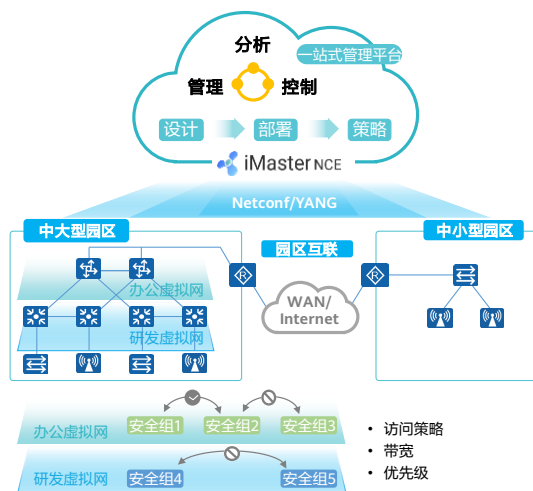 分析
一站式管理平台
管理
控制
设计
部署
策略
iMaster NCE
Netconf/YANG
中大型园区
园区互联
中小型园区
办公虚拟网
R
R
WAN/
Internet
研发虚拟网
办公虚拟网
安全组1
安全组2
安全组3
研发虚拟网
安全组4
安全组5
• 访问策略
• 带宽
• 优先级